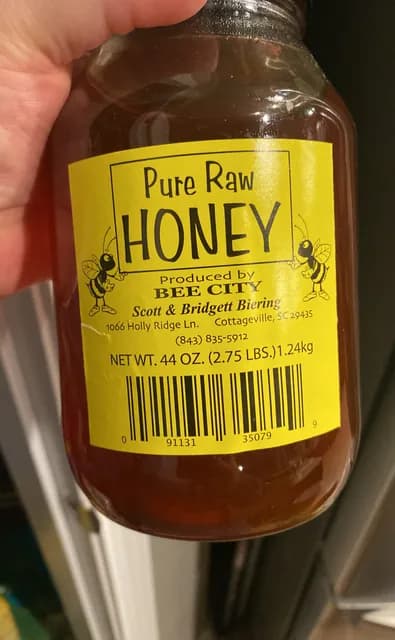 Pure Raw
HONEY
Produced by
BEE CITY
Scott & Bridgett Biering
1066 Holly Ridge Ln. Cottageville, SC 29435
(843) 835-5912
NET WT. 44 OZ. (2.75 LBS.) 1.24kg
0 91131 35079 9